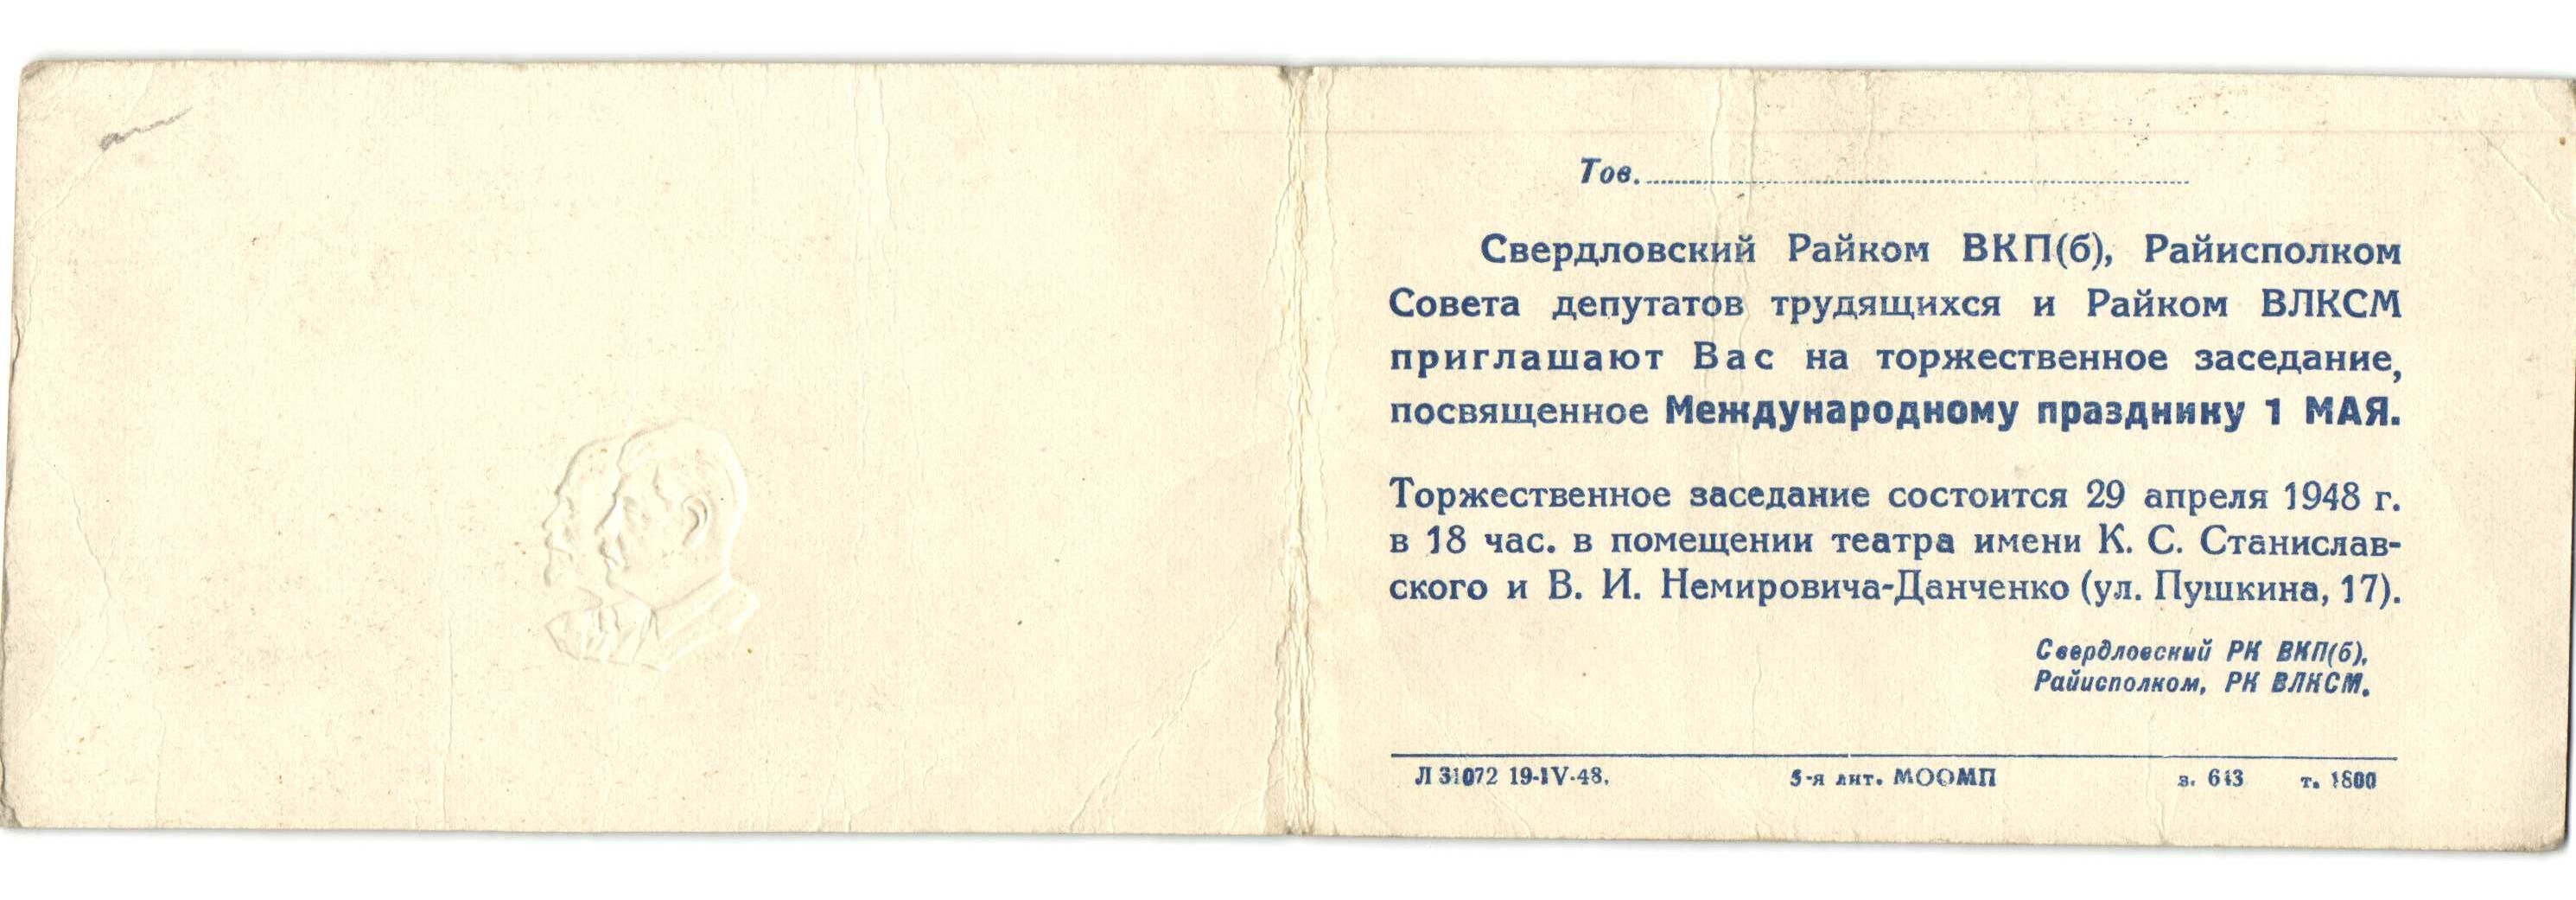 Тов.
Свердловский Райком ВКП(б), Райисполком
Совета депутатов трудящихся и Райком ВЛКСМ
приглашают Вас на торжественное заседание,
посвященное Международному празднику 1 МАЯ.
Торжественное заседание состоится 29 апреля 1948 г.
в 18 час. в помещении театра имени К. С. Станислав-
ского и В. И. Немировича-Данченко (ул. Пушкина, 17).
Свердловский РК ВКП(б),
Райисполком, РК ВЛКСМ.
Л 31072 19-IV-48. 5-я лит. МООМП з. 643 т. 1800